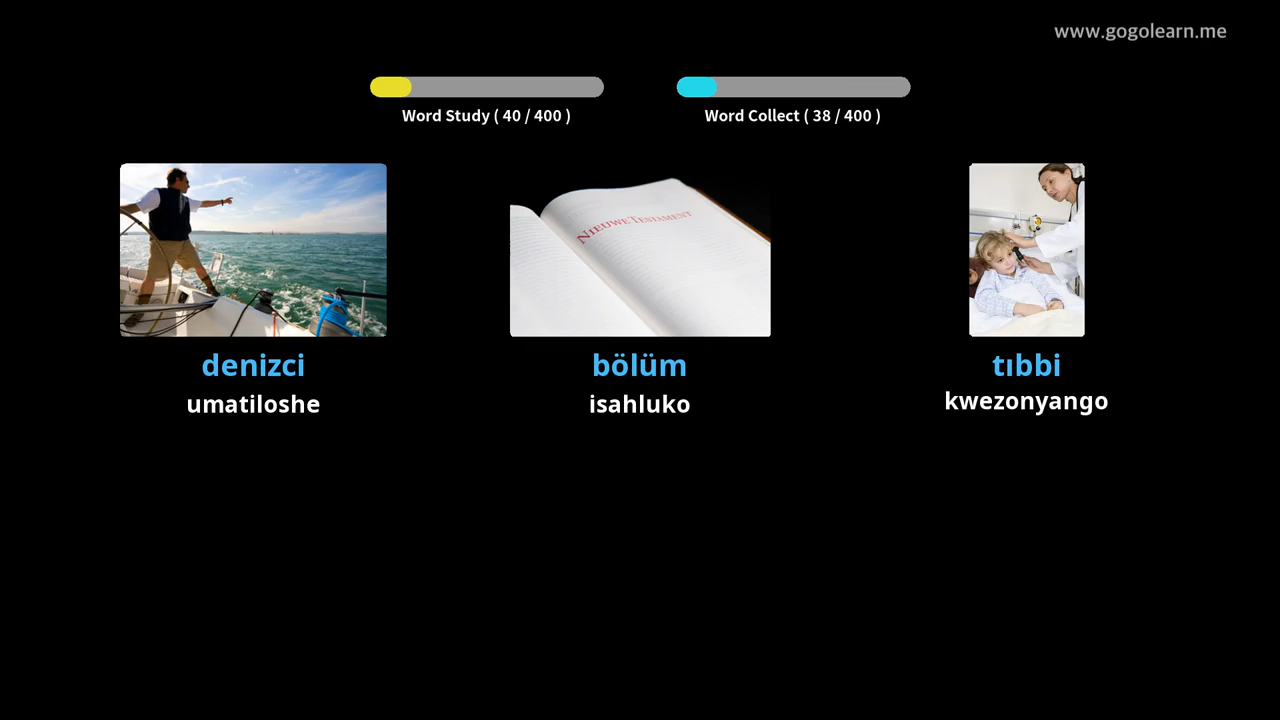 www.gogolearn.me
Word Study ( 40 / 400 )
Word Collect ( 38 / 400 )
NIEUWE TESTAMENT
denizci
bölüm
tıbbi
umatiloshe
isahluko
kwezonyango